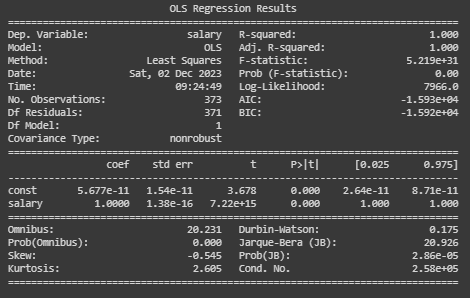 OLS Regression Results
==============================================================================
Dep. Variable:                 salary   R-squared:                       1.000
Model:                            OLS   Adj. R-squared:                  1.000
Method:                 Least Squares   F-statistic:                 5.219e+31
Date:                Sat, 02 Dec 2023   Prob (F-statistic):               0.00
Time:                        09:24:49   Log-Likelihood:                 7966.0
No. Observations:                 373   AIC:                        -1.593e+04
Df Residuals:                     371   BIC:                        -1.592e+04
Df Model:                           1
Covariance Type:            nonrobust
==============================================================================
                 coef    std err          t      P>|t|      [0.025      0.975]
------------------------------------------------------------------------------
const       5.677e-11   1.54e-11      3.678      0.000    2.64e-11    8.71e-11
salary         1.0000   1.38e-16   7.22e+15      0.000       1.000       1.000
==============================================================================
Omnibus:                       20.231   Durbin-Watson:                   0.175
Prob(Omnibus):                  0.000   Jarque-Bera (JB):               20.926
Skew:                          -0.545   Prob(JB):                     2.86e-05
Kurtosis:                       2.605   Cond. No.                     2.58e+05
==============================================================================